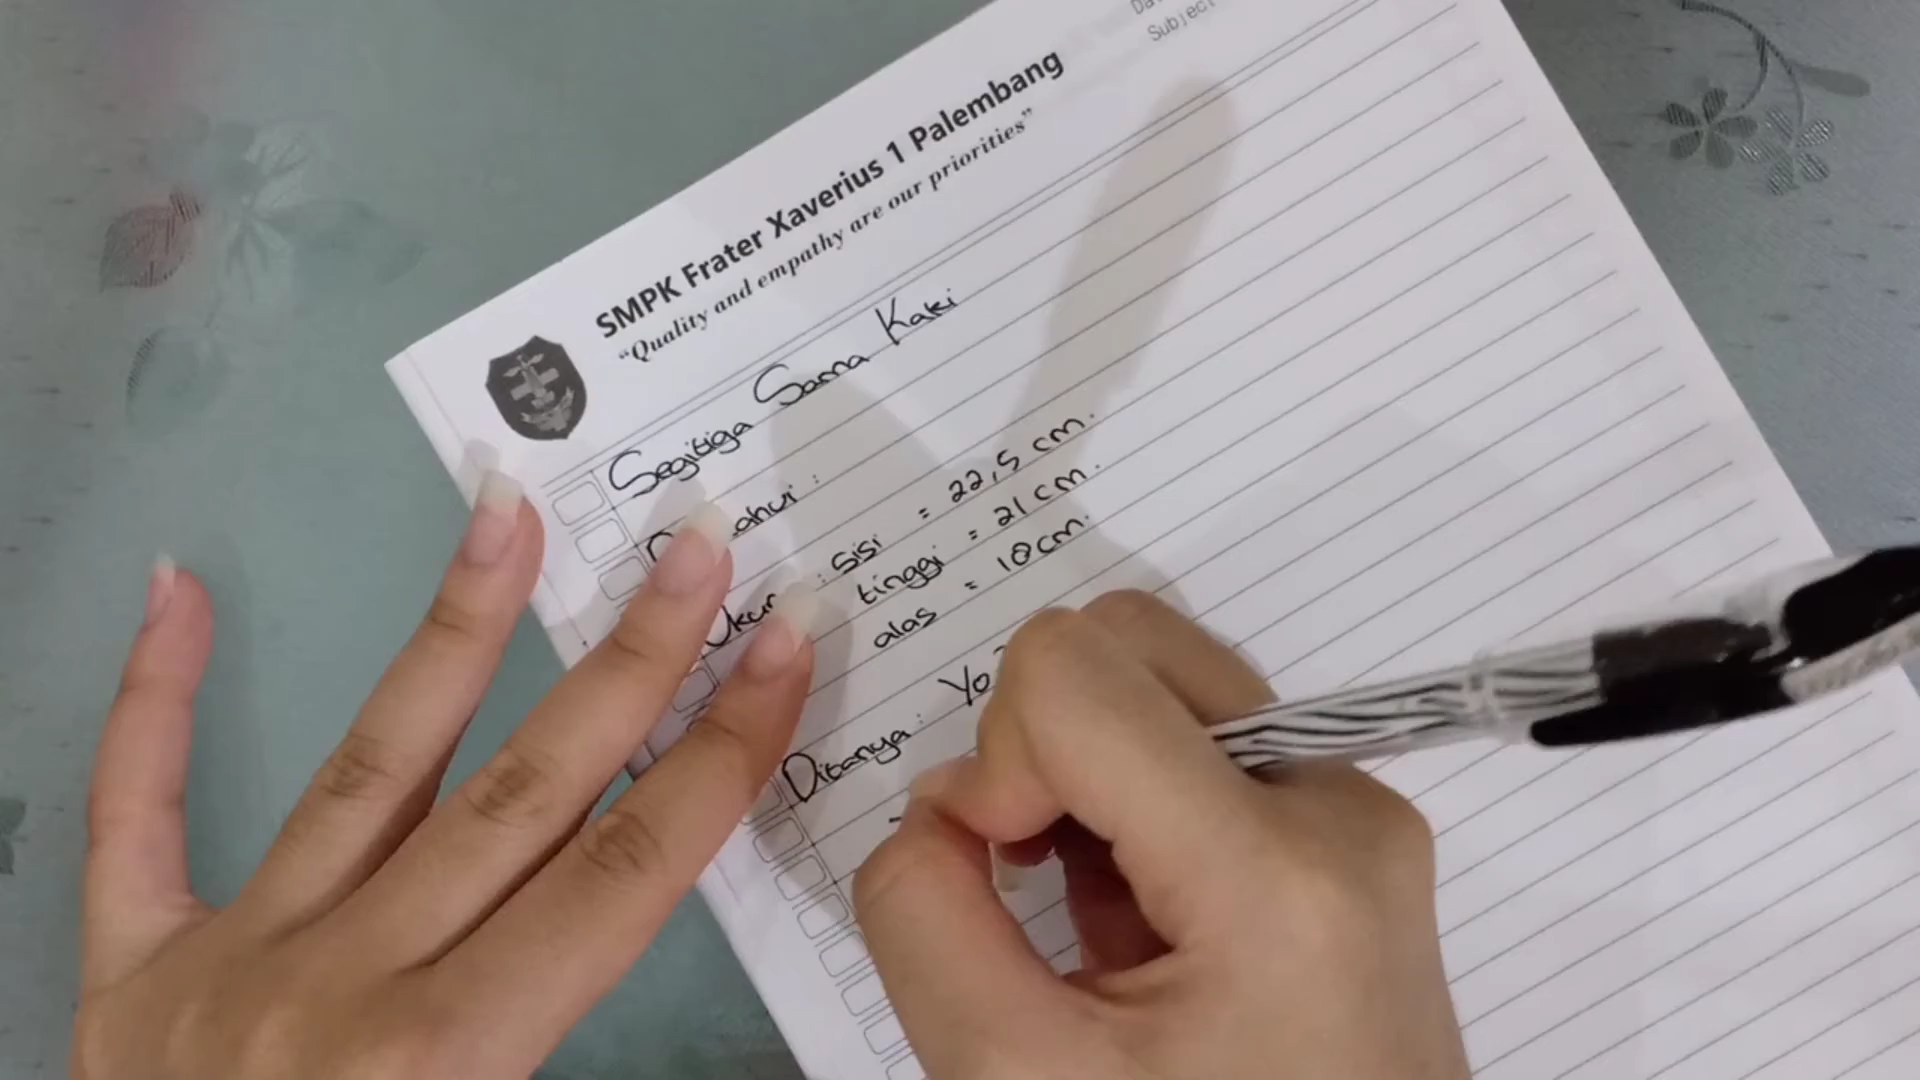 Subject
SMPK Frater Xaverius 1 Palembang
"Quality and empathy are our priorities"
Segitiga Sama Kaki
: sisi = 22,5 cm.
tinggi = 21 cm.
alas = 18 cm.
Ditanya :